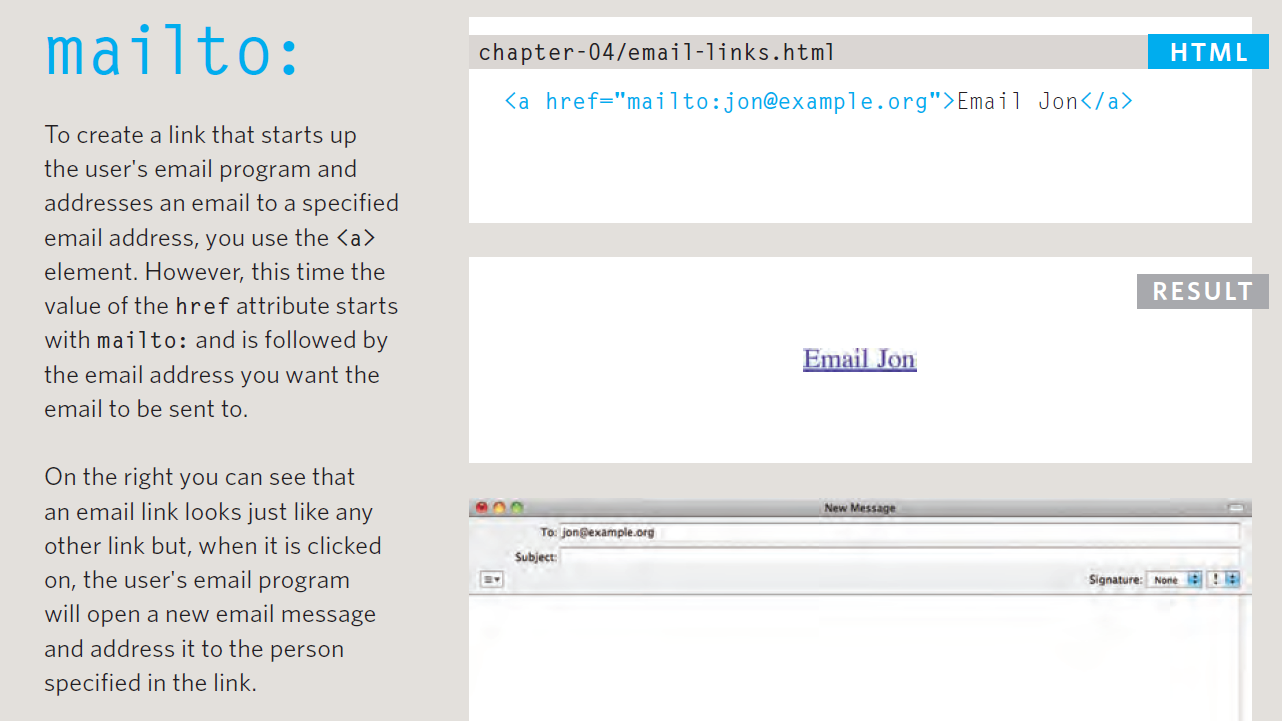 mailto:
To create a link that starts up
the user's email program and
addresses an email to a specified
email address, you use the <a>
element. However, this time the
value of the href attribute starts
with mailto: and is followed by
the email address you want the
email to be sent to.
On the right you can see that
an email link looks just like any
other link but, when it is clicked
on, the user's email program
will open a new email message
and address it to the person
specified in the link.
chapter-04/email-links.html
HTML
<a href="mailto:jon@example.org">Email Jon</a>
RESULT
Email Jon
New Message
To: jon@example.org
Subject:
Signature: None !